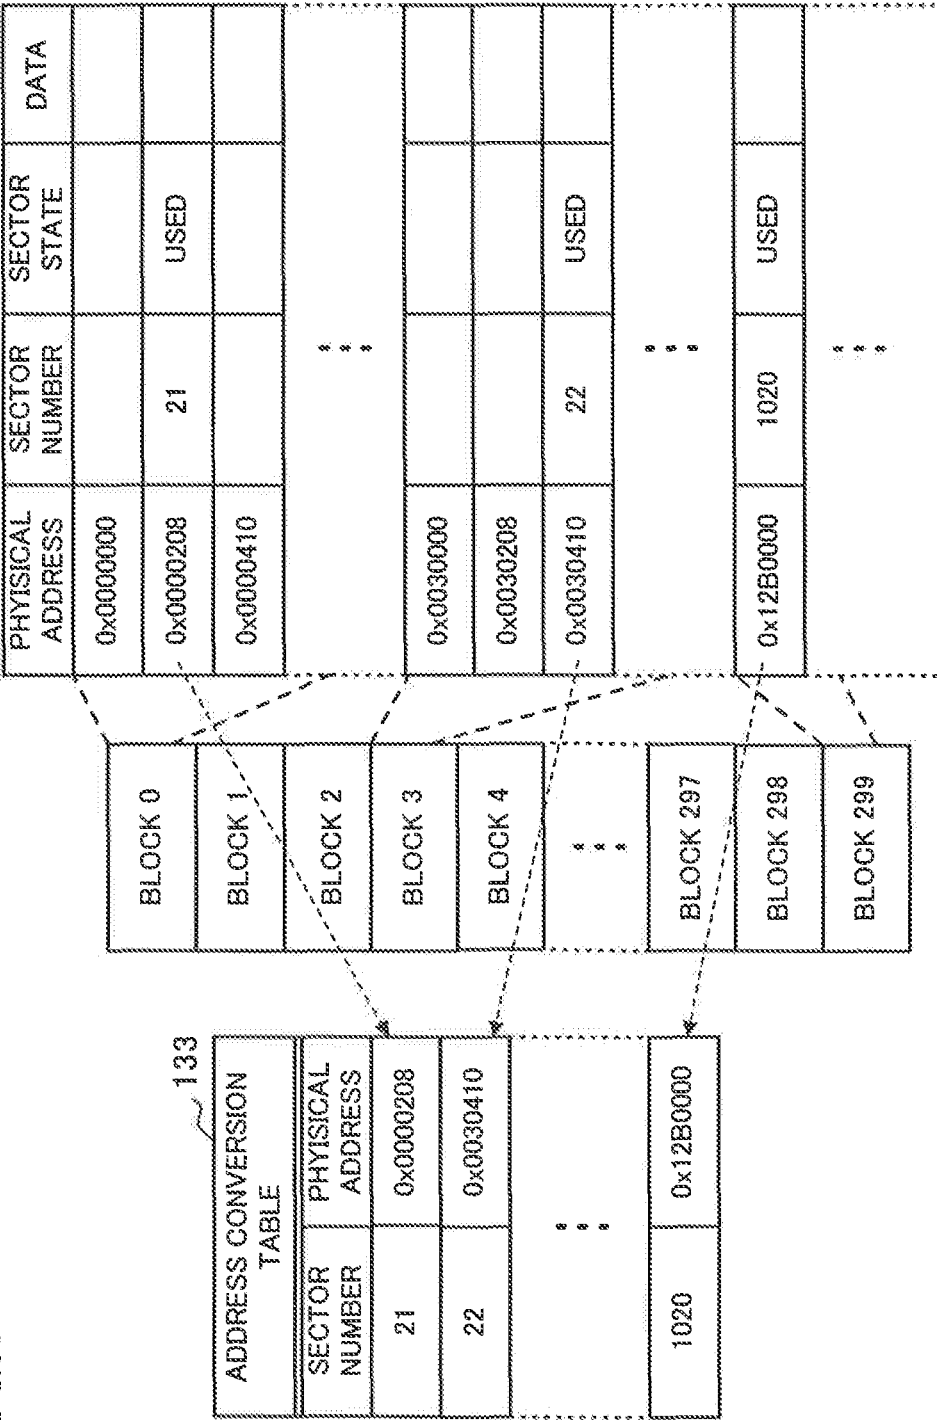 ADDRESS CONVERSION
TABLE
133
SECTOR
NUMBER
PHYISICAL
ADDRESS
21
0x0000208
22
0x0030410
1020
0x12B0000
BLOCK 0
BLOCK 1
BLOCK 2
BLOCK 3
BLOCK 4
BLOCK 297
BLOCK 298
BLOCK 299
PHYISICAL
ADDRESS
SECTOR
NUMBER
SECTOR
STATE
DATA
0x0000000
0x0000208
21
USED
0x0000410
0x0030000
0x0030208
0x0030410
22
USED
0x12B0000
1020
USED